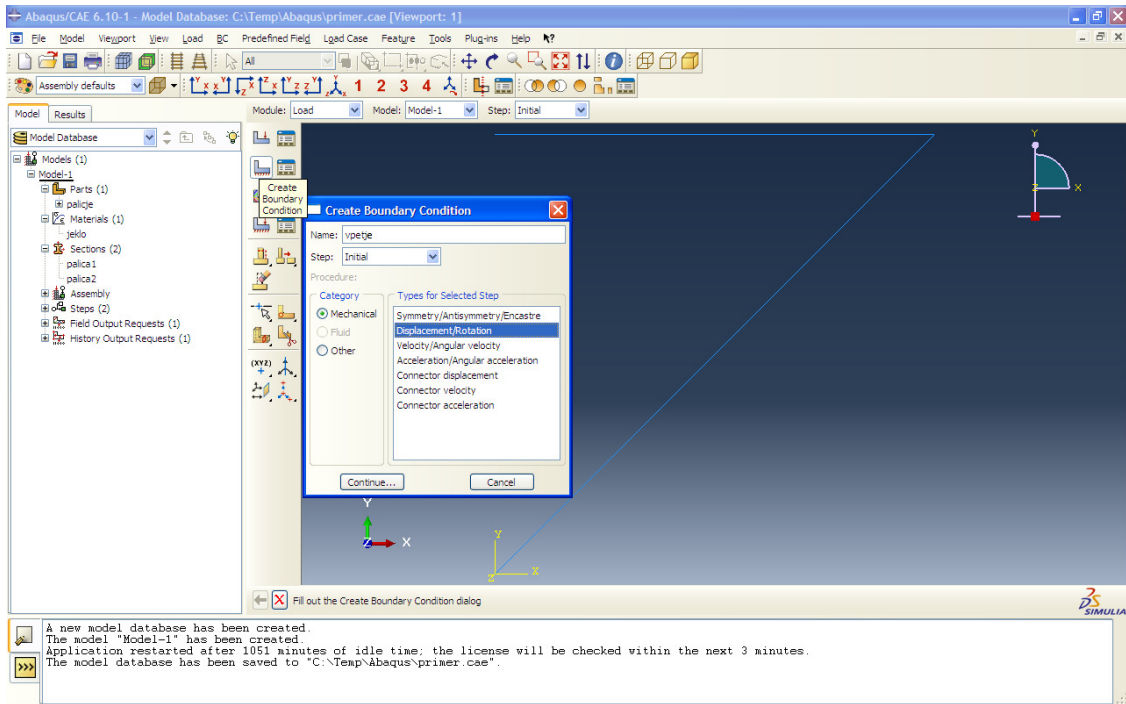 Abaqus/CAE 6.10-1 - Model Database: C:\Temp\Abaqus\primer.cae [Viewport: 1]
File Model Viewport View Load BC Predefined Field Load Case Feature Tools Plug-ins Help
All
Assembly defaults
1 2 3 4
Model Results
Module: Load Model: Model-1 Step: Initial
Model Database
Models (1)
Model-1
Parts (1)
palicje
Materials (1)
jeklo
Sections (2)
palica1
palica2
Assembly
Steps (2)
Field Output Requests (1)
History Output Requests (1)
Create
Boundary
Condition
(XYZ)
Create Boundary Condition
Name: vpetje
Step: Initial
Procedure:
Category
Mechanical
Fluid
Other
Types for Selected Step
Symmetry/Antisymmetry/Encastre
Displacement/Rotation
Velocity/Angular velocity
Acceleration/Angular acceleration
Connector displacement
Connector velocity
Connector acceleration
Continue... Cancel
Y
Z X
Y
Z X
Y
Z X
Fill out the Create Boundary Condition dialog
SIMULIA
A new model database has been created.
The model "Model-1" has been created.
Application restarted after 1051 minutes of idle time; the license will be checked within the next 3 minutes.
The model database has been saved to "C:\Temp\Abaqus\primer.cae".
>>>